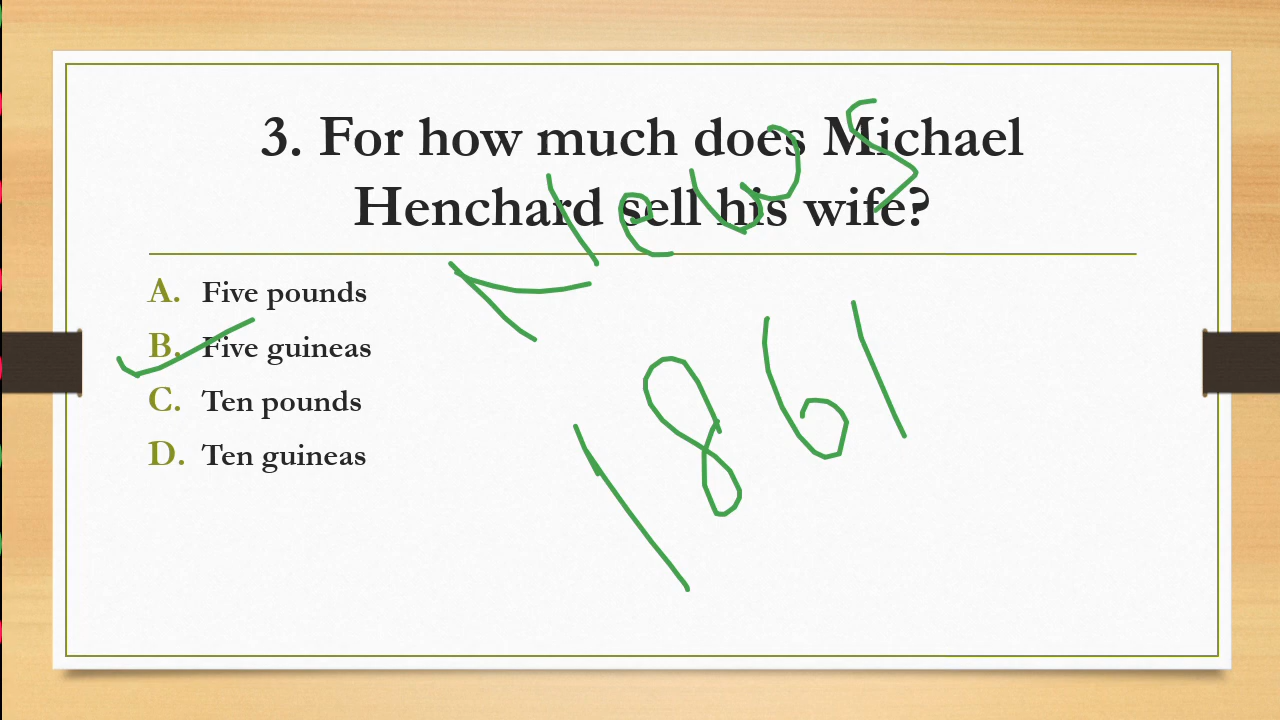 3. For how much does Michael
Henchard sell his wife?
A. Five pounds
B. Five guineas
C. Ten pounds
D. Ten guineas
1861